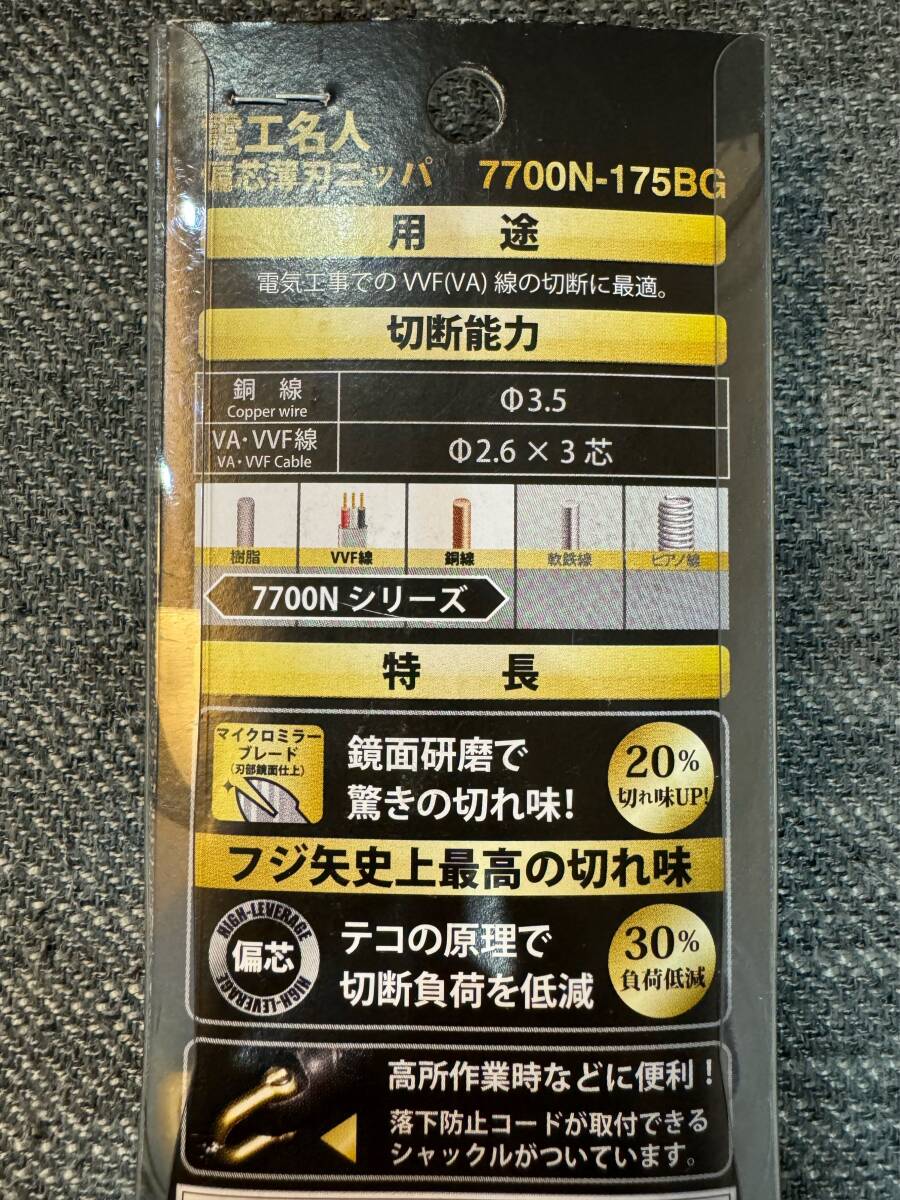 電工名人
偏芯薄刃ニッパ 7700N-175BG
用途
電気工事での VVF(VA) 線の切断に最適。
切断能力
銅線
Copper wire
Φ3.5
VA・VVF線
VA・VVF Cable
Φ2.6 × 3 芯
樹脂 VVF線 銅線 軟鉄線 ピアノ線
7700N シリーズ
特長
マイクロミラー
ブレード
(刃部鏡面仕上)
鏡面研磨で
驚きの切れ味!
20%
切れ味UP!
フジ矢史上最高の切れ味
HIGH-LEVERAGE
偏芯
HIGH-LEVERAGE
テコの原理で
切断負荷を低減
30%
負荷低減
高所作業時などに便利!
落下防止コードが取付できる
シャックルがついています。